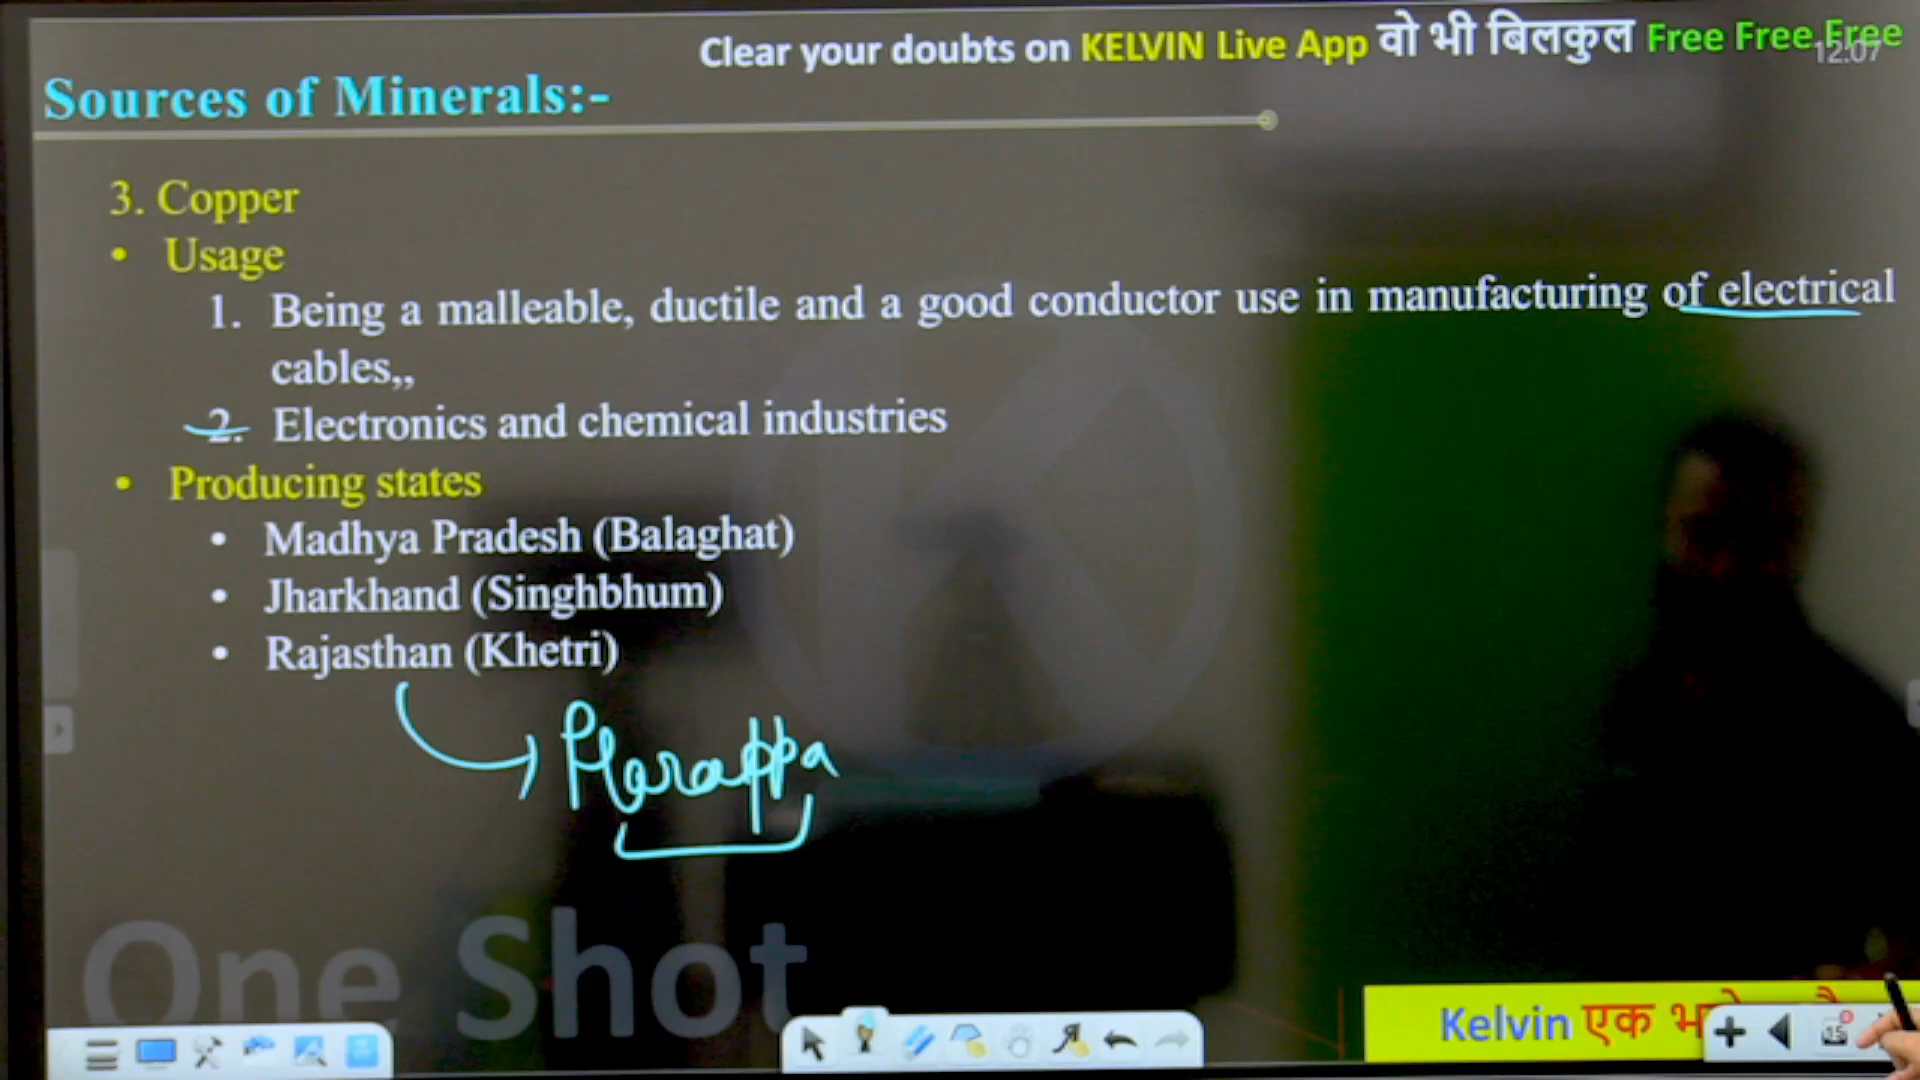 Clear your doubts on KELVIN Live App वो भी बिलकुल Free Free Free
12:07
Sources of Minerals:-
3. Copper
• Usage
1. Being a malleable, ductile and a good conductor use in manufacturing of electrical
cables,,
2. Electronics and chemical industries
• Producing states
• Madhya Pradesh (Balaghat)
• Jharkhand (Singhbhum)
• Rajasthan (Khetri)
Harappa
One Shot
Kelvin एक
15